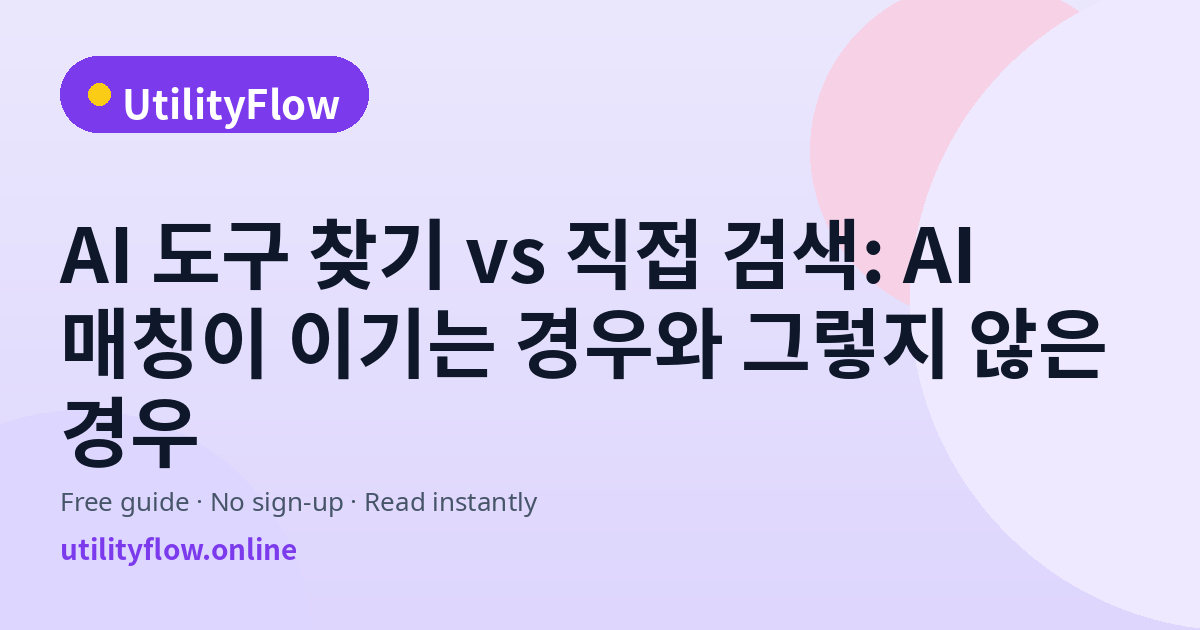 UtilityFlow
AI 도구 찾기 vs 직접 검색: AI
매칭이 이기는 경우와 그렇지 않은
경우
Free guide · No sign-up · Read instantly
utilityflow.online